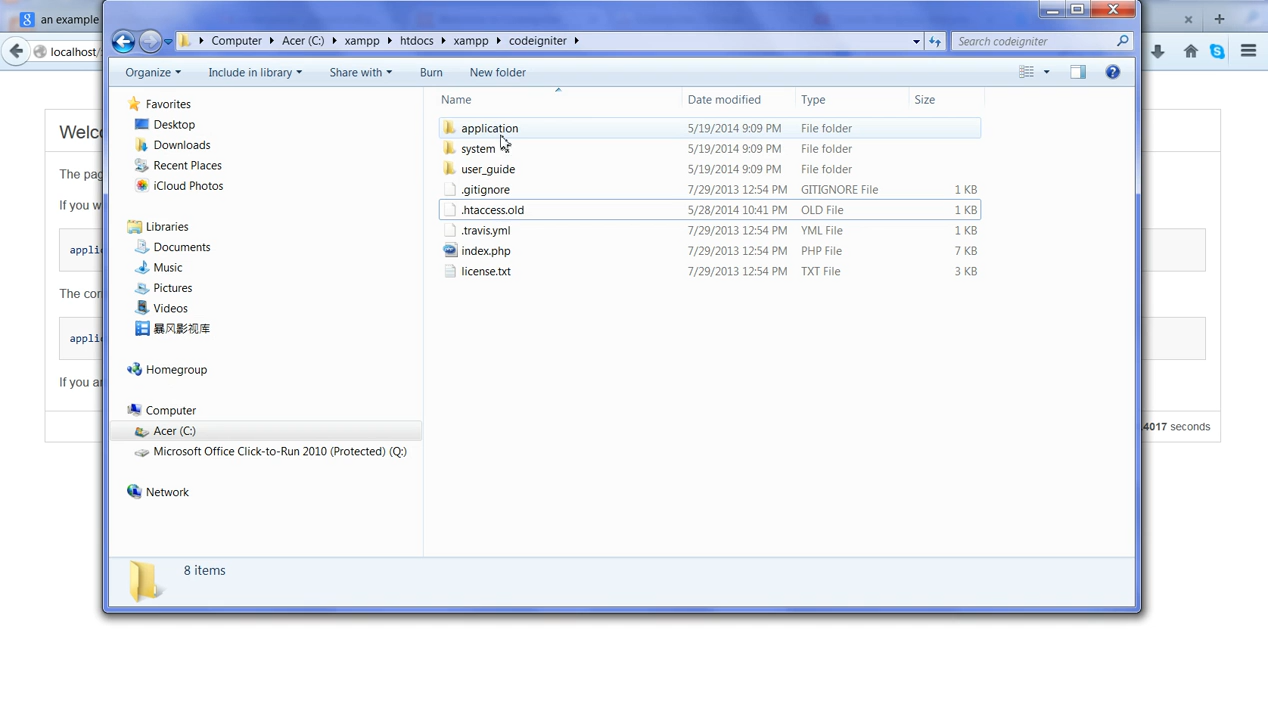 an example
localhost/
Computer Acer (C:) xampp htdocs xampp codeigniter
Search codeigniter
Organize Include in library Share with Burn New folder
Favorites
Desktop
Downloads
Recent Places
iCloud Photos
Libraries
Documents
Music
Pictures
Videos
暴风影视库
Homegroup
Computer
Acer (C:)
Microsoft Office Click-to-Run 2010 (Protected) (Q:)
Network
Name Date modified Type Size
application 5/19/2014 9:09 PM File folder
system 5/19/2014 9:09 PM File folder
user_guide 5/19/2014 9:09 PM File folder
.gitignore 7/29/2013 12:54 PM GITIGNORE File 1 KB
.htaccess.old 5/28/2014 10:41 PM OLD File 1 KB
.travis.yml 7/29/2013 12:54 PM YML File 1 KB
index.php 7/29/2013 12:54 PM PHP File 7 KB
license.txt 7/29/2013 12:54 PM TXT File 3 KB
8 items
Welc
The pag
If you w
appli
The con
appli
If you ar
4017 seconds